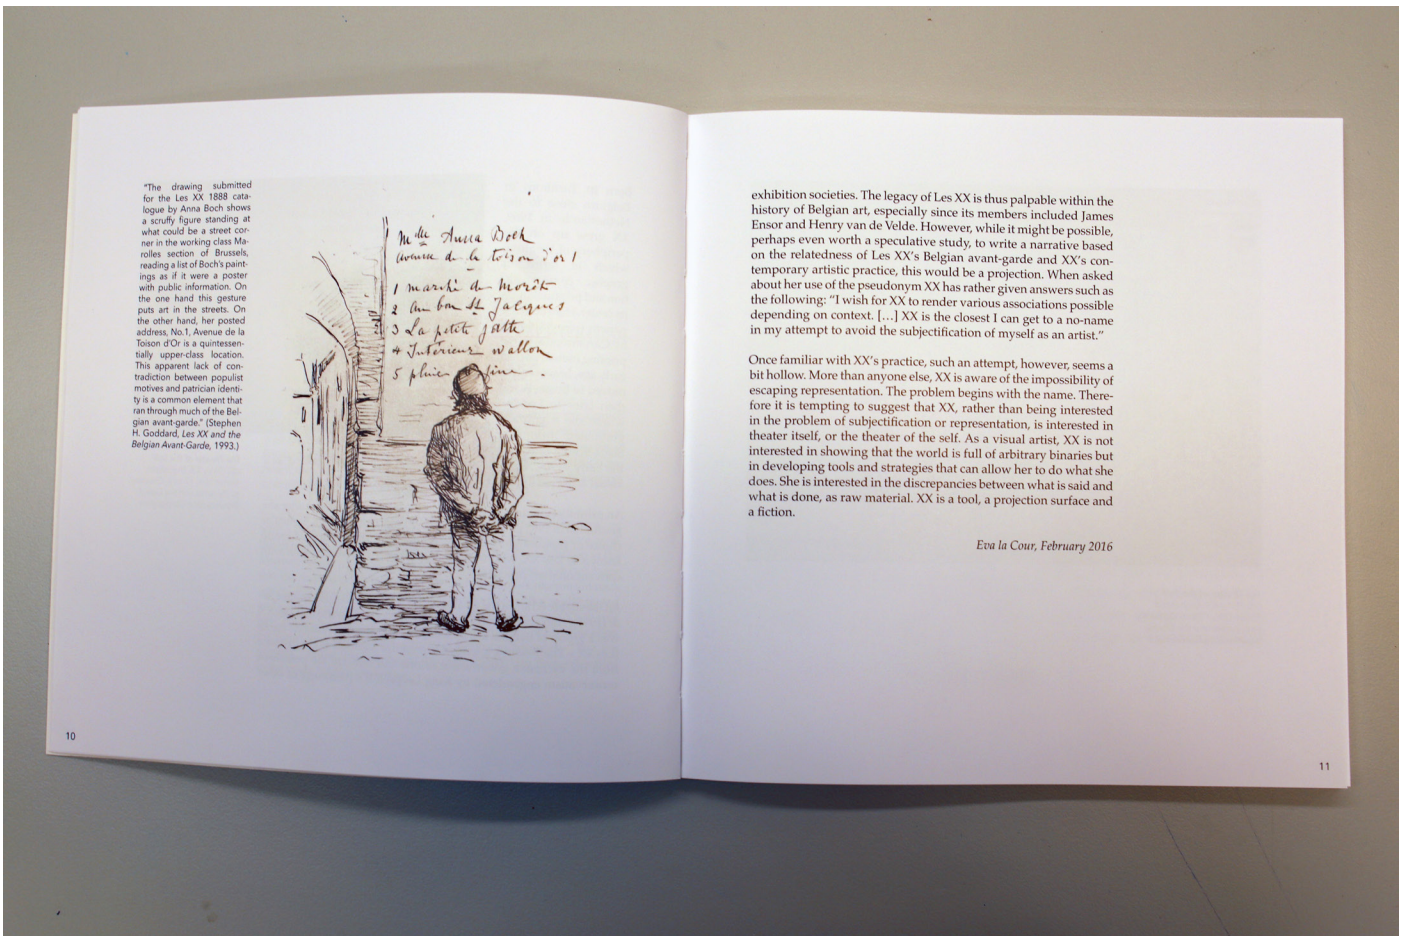 "The drawing submitted
for the Les XX 1888 cata-
logue by Anna Boch shows
a scruffy figure standing at
what could be a street cor-
ner in the working class Ma-
rolles section of Brussels,
reading a list of Boch's paint-
ings as if it were a poster
with public information. On
the one hand this gesture
puts art in the streets. On
the other hand, her posted
address, No.1, Avenue de la
Toison d'Or is a quintessen-
tially upper-class location.
This apparent lack of con-
tradiction between populist
motives and patrician identi-
ty is a common element that
ran through much of the Bel-
gian avant-garde." (Stephen
H. Goddard, Les XX and the
Belgian Avant-Garde, 1993.)
Mlle Anna Boch
avenue de la toison d'or 1
1 marché de Morêt
2 au bon St Jacques
3 La petite jatte
4 Intérieur wallon
5 pluie fine.
10
exhibition societies. The legacy of Les XX is thus palpable within the
history of Belgian art, especially since its members included James
Ensor and Henry van de Velde. However, while it might be possible,
perhaps even worth a speculative study, to write a narrative based
on the relatedness of Les XX's Belgian avant-garde and XX's con-
temporary artistic practice, this would be a projection. When asked
about her use of the pseudonym XX has rather given answers such as
the following: "I wish for XX to render various associations possible
depending on context. […] XX is the closest I can get to a no-name
in my attempt to avoid the subjectification of myself as an artist."
Once familiar with XX's practice, such an attempt, however, seems a
bit hollow. More than anyone else, XX is aware of the impossibility of
escaping representation. The problem begins with the name. There-
fore it is tempting to suggest that XX, rather than being interested
in the problem of subjectification or representation, is interested in
theater itself, or the theater of the self. As a visual artist, XX is not
interested in showing that the world is full of arbitrary binaries but
in developing tools and strategies that can allow her to do what she
does. She is interested in the discrepancies between what is said and
what is done, as raw material. XX is a tool, a projection surface and
a fiction.
Eva la Cour, February 2016
11